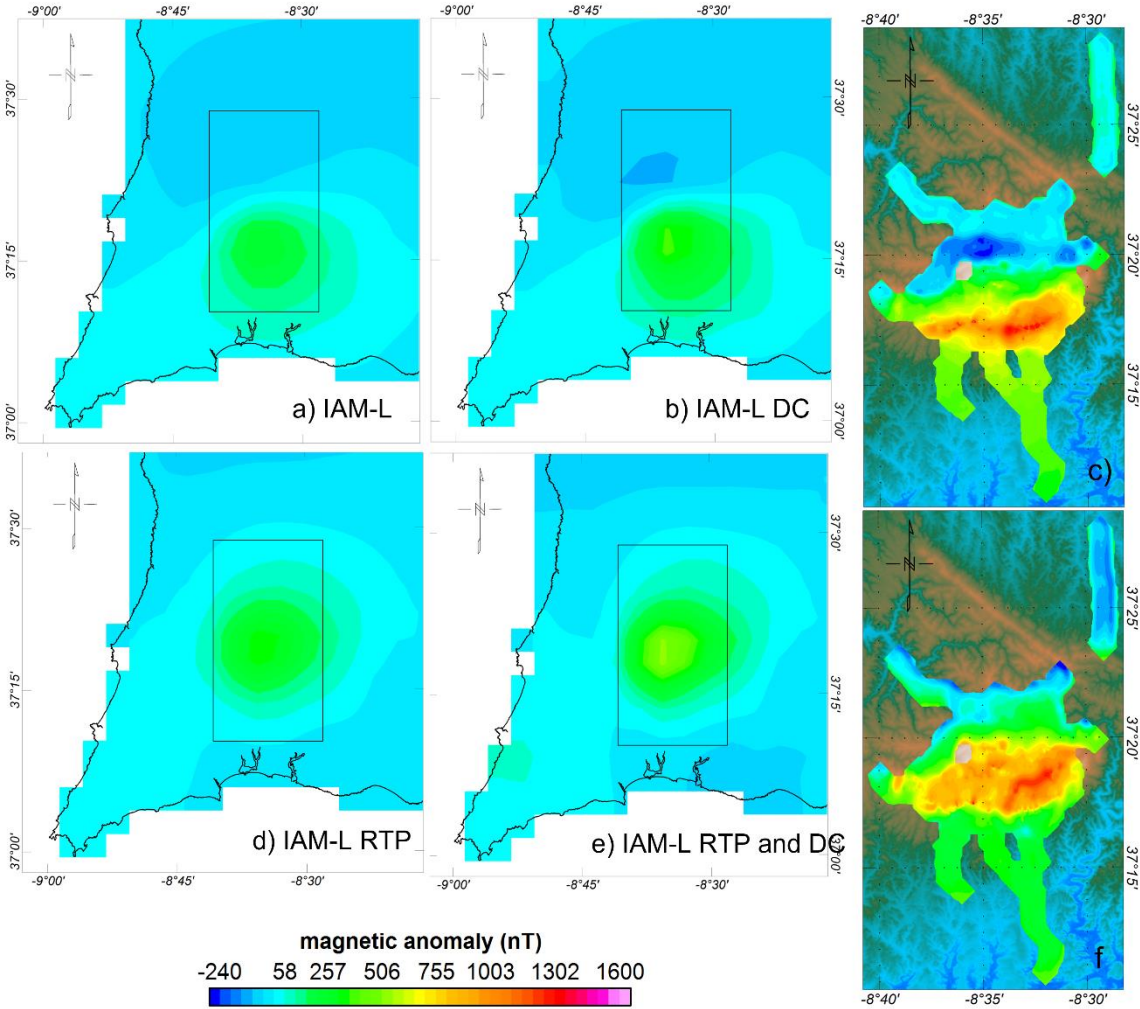 -9°00' -8°45' -8°30'
-8°45' -8°30'
-8°40' -8°35' -8°30'
37°30'
37°15'
37°00'
N
a) IAM-L
37°30'
37°15'
37°00'
N
b) IAM-L DC
37°25'
37°20'
37°15'
N
c)
37°30'
37°15'
37°00'
N
d) IAM-L RTP
-9°00' -8°45' -8°30'
37°30'
37°15'
37°00'
N
e) IAM-L RTP and DC
-9°00' -8°45' -8°30'
37°25'
37°20'
37°15'
N
f
-8°40' -8°35' -8°30'
magnetic anomaly (nT)
-240 58 257 506 755 1003 1302 1600